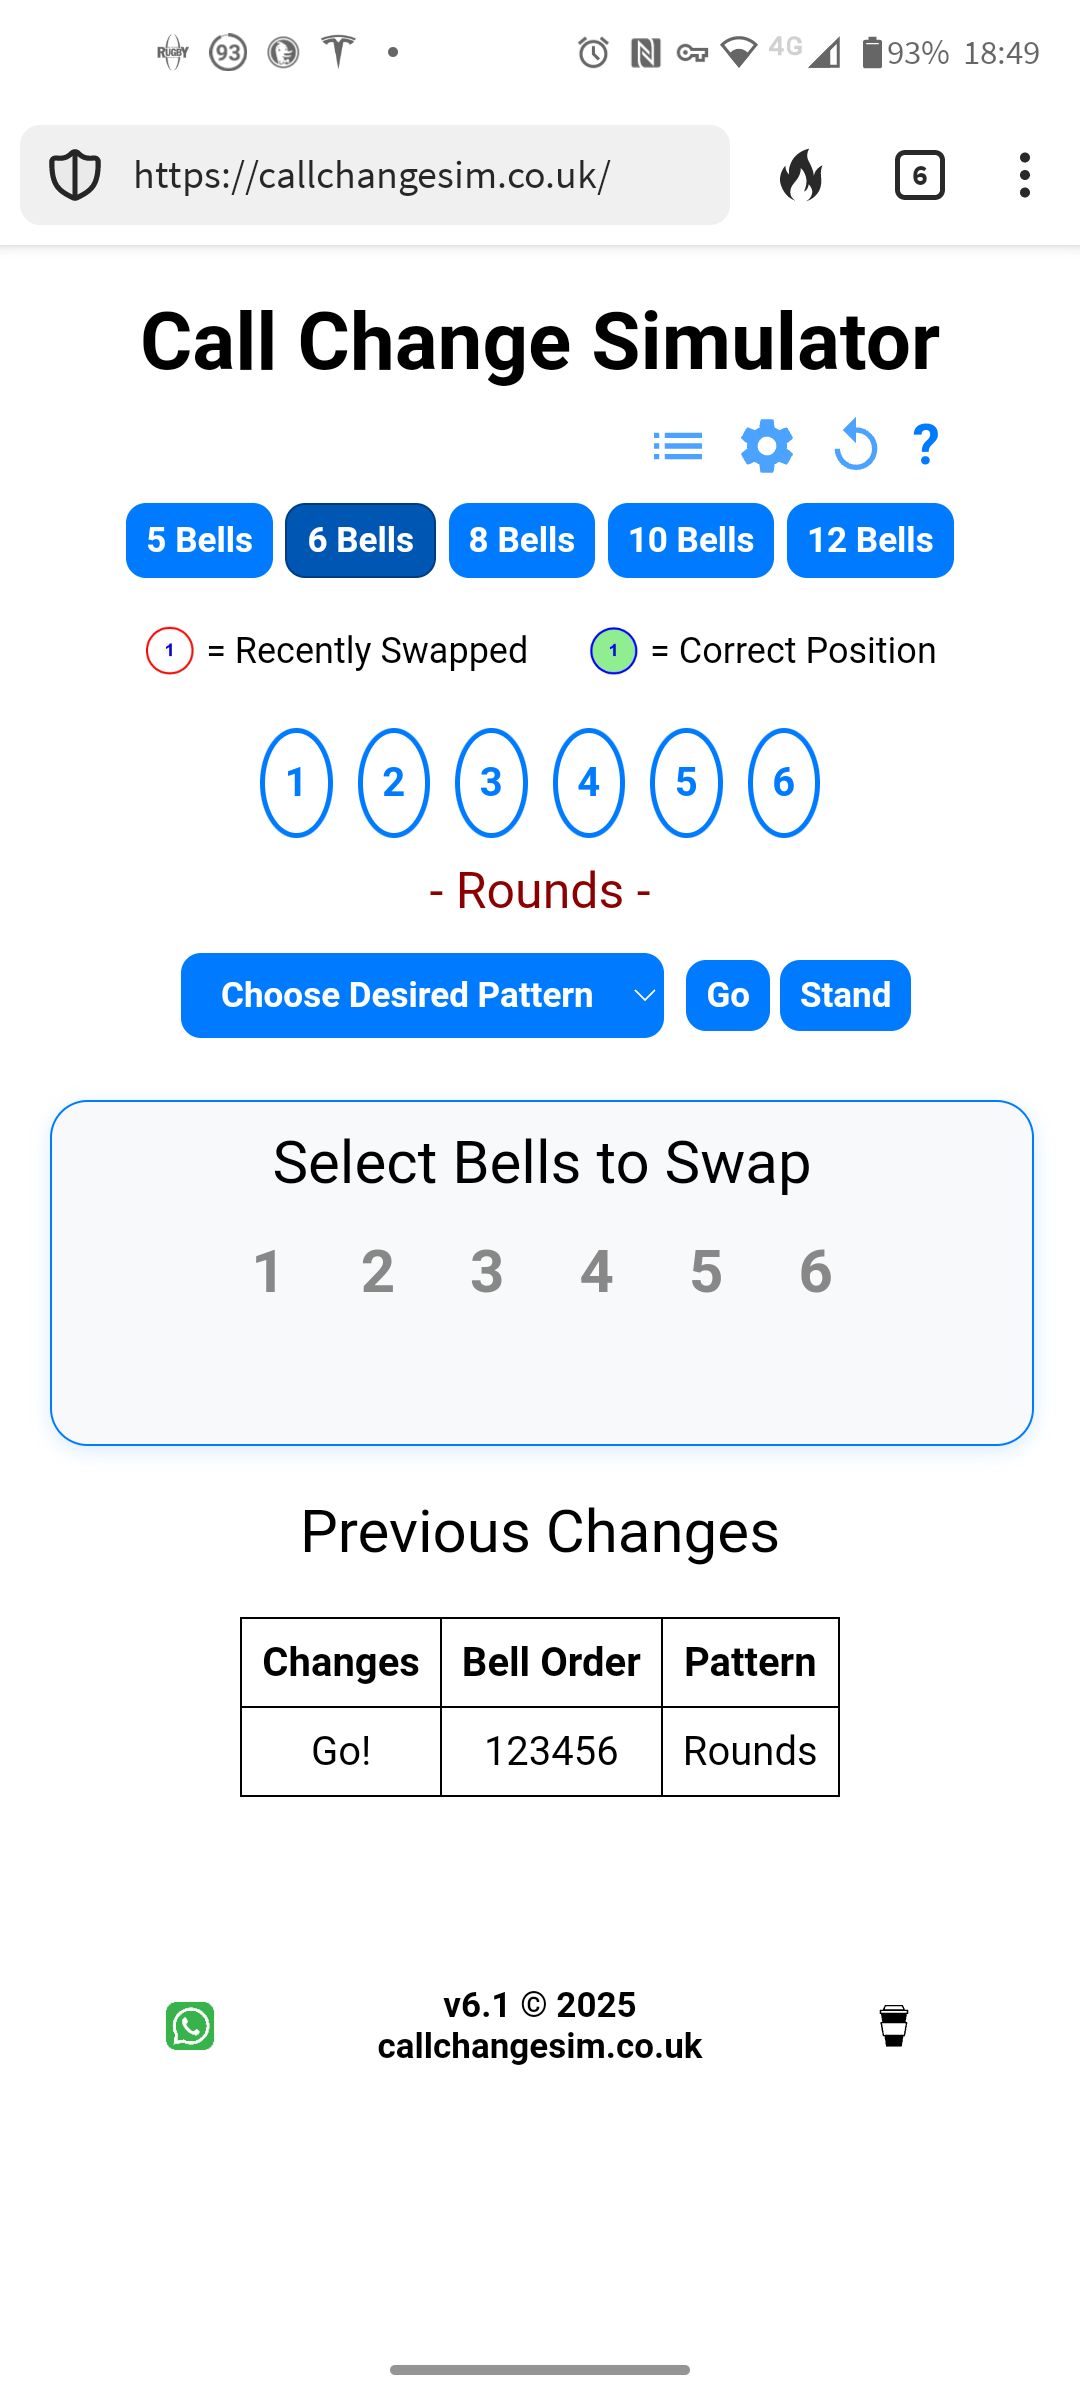 RUGBY 93 4G 93% 18:49
https://callchangesim.co.uk/ 6
Call Change Simulator
?
5 Bells 6 Bells 8 Bells 10 Bells 12 Bells
1 = Recently Swapped 1 = Correct Position
1 2 3 4 5 6
- Rounds -
Choose Desired Pattern Go Stand
Select Bells to Swap
1 2 3 4 5 6
Previous Changes
Changes Bell Order Pattern
Go! 123456 Rounds
v6.1 © 2025
callchangesim.co.uk